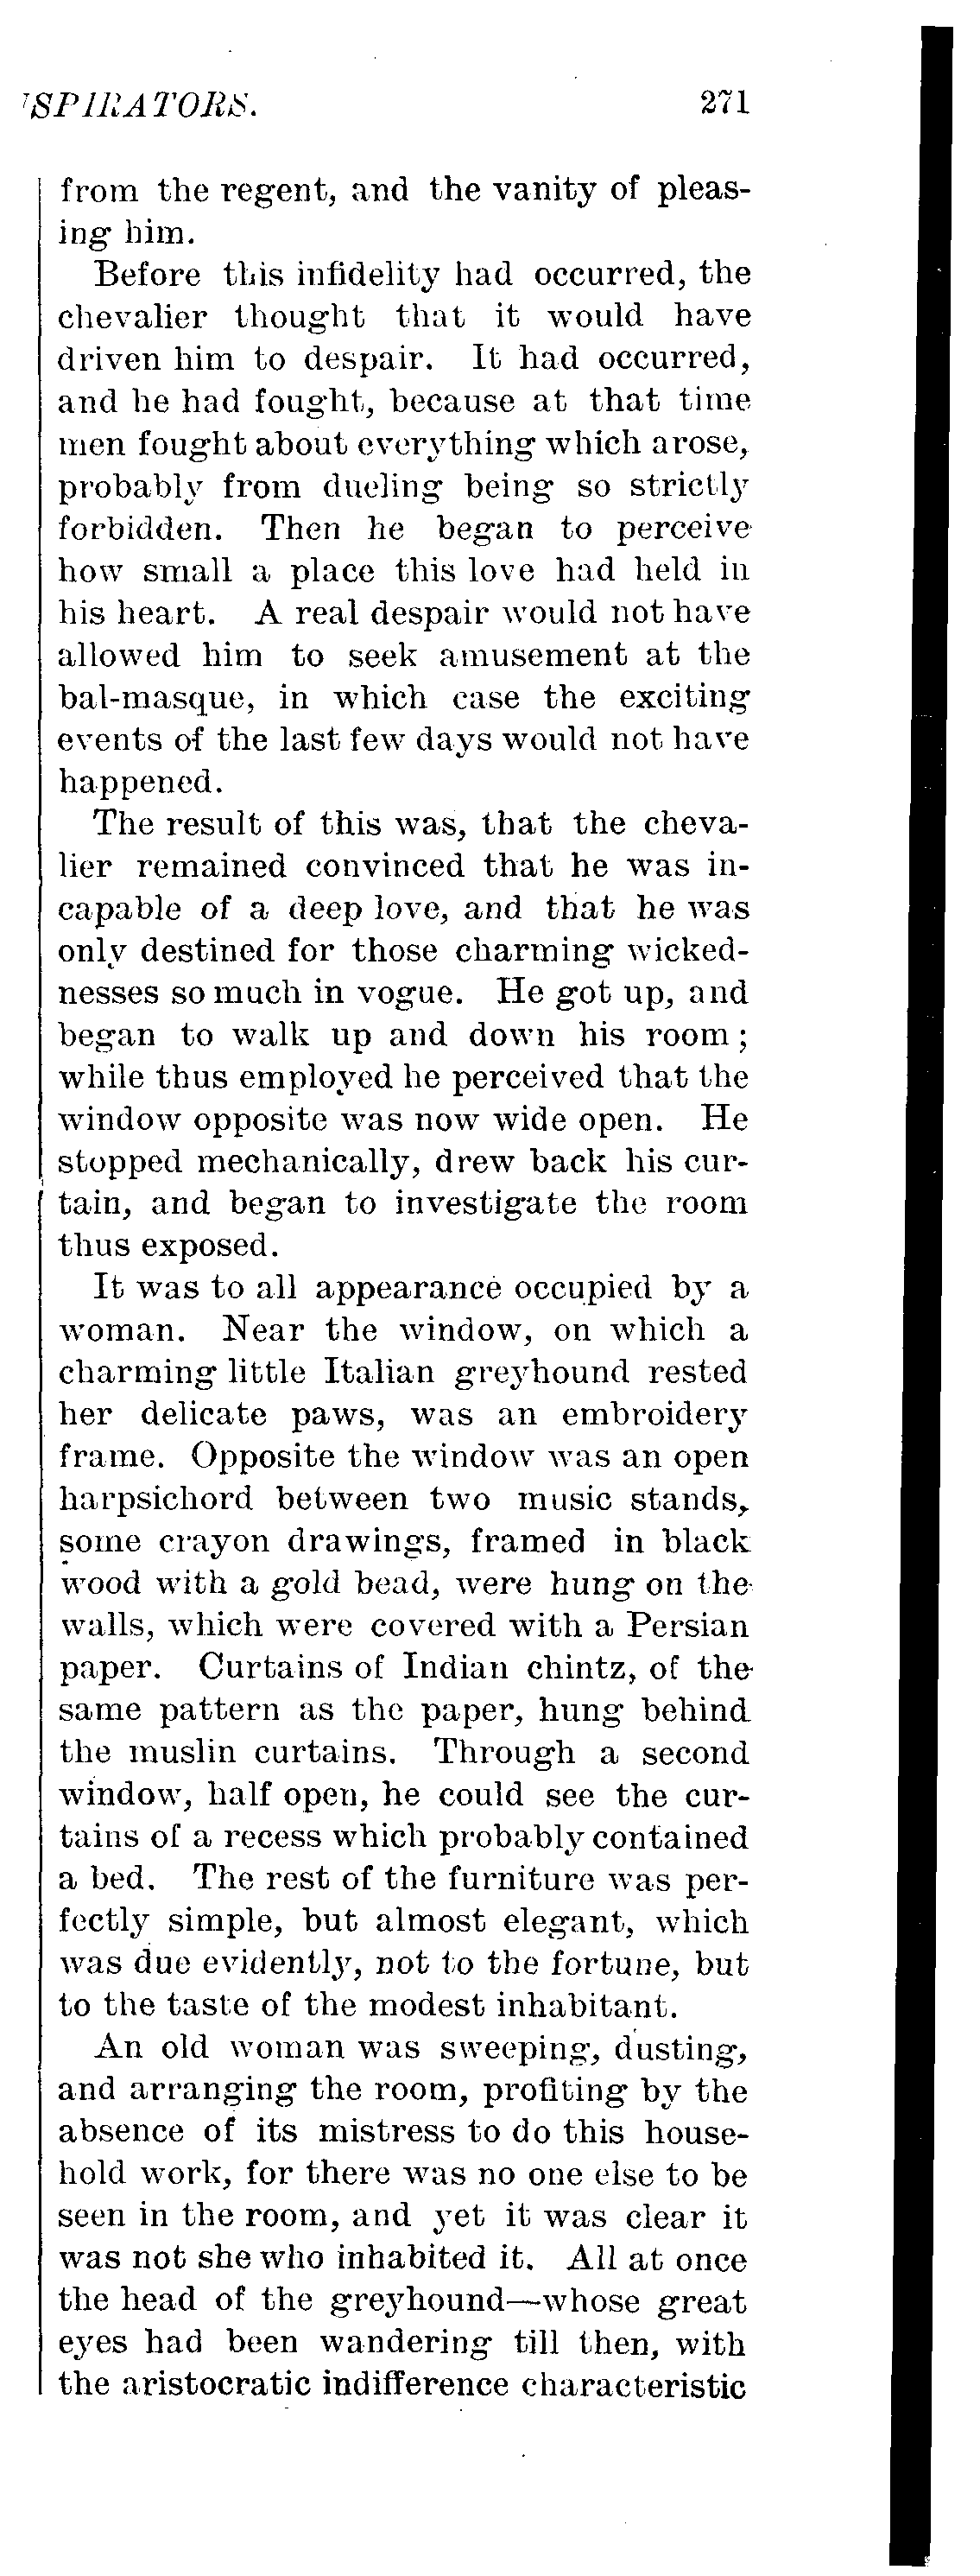 'SPIRATORS. 271
from the regent, and the vanity of pleas-
ing him.
Before this infidelity had occurred, the
chevalier thought that it would have
driven him to despair. It had occurred,
and he had fought, because at that time
men fought about everything which arose,
probably from dueling being so strictly
forbidden. Then he began to perceive
how small a place this love had held in
his heart. A real despair would not have
allowed him to seek amusement at the
bal-masque, in which case the exciting
events of the last few days would not have
happened.
The result of this was, that the cheva-
lier remained convinced that he was in-
capable of a deep love, and that he was
only destined for those charming wicked-
nesses so much in vogue. He got up, and
began to walk up and down his room;
while thus employed he perceived that the
window opposite was now wide open. He
stopped mechanically, drew back his cur-
tain, and began to investigate the room
thus exposed.
It was to all appearance occupied by a
woman. Near the window, on which a
charming little Italian greyhound rested
her delicate paws, was an embroidery
frame. Opposite the window was an open
harpsichord between two music stands,
some crayon drawings, framed in black
wood with a gold bead, were hung on the
walls, which were covered with a Persian
paper. Curtains of Indian chintz, of the
same pattern as the paper, hung behind
the muslin curtains. Through a second
window, half open, he could see the cur-
tains of a recess which probably contained
a bed. The rest of the furniture was per-
fectly simple, but almost elegant, which
was due evidently, not to the fortune, but
to the taste of the modest inhabitant.
An old woman was sweeping, dusting,
and arranging the room, profiting by the
absence of its mistress to do this house-
hold work, for there was no one else to be
seen in the room, and yet it was clear it
was not she who inhabited it. All at once
the head of the greyhound—whose great
eyes had been wandering till then, with
the aristocratic indifference characteristic